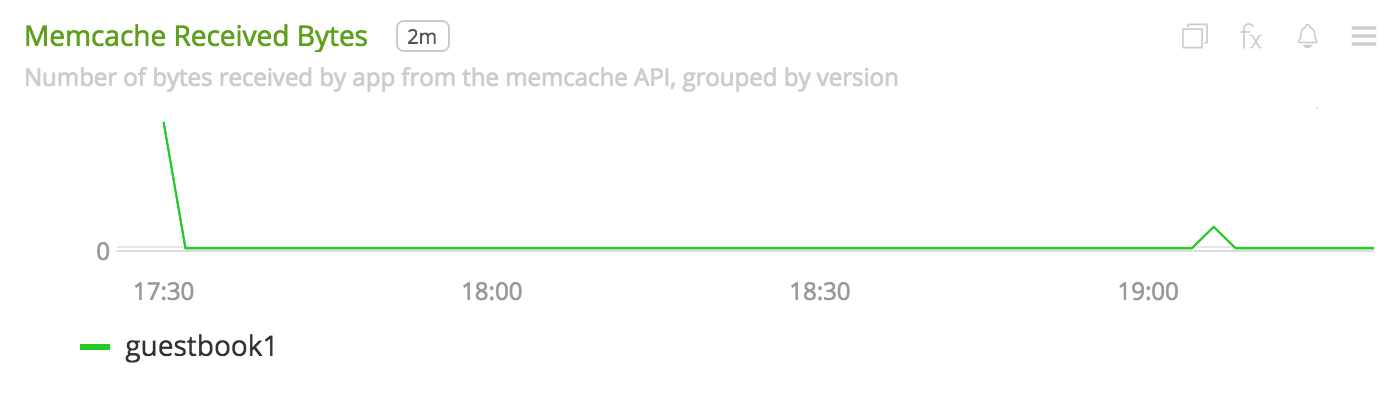 Memcache Received Bytes 2m
fx
Number of bytes received by app from the memcache API, grouped by version
0
17:30 18:00 18:30 19:00
guestbook1